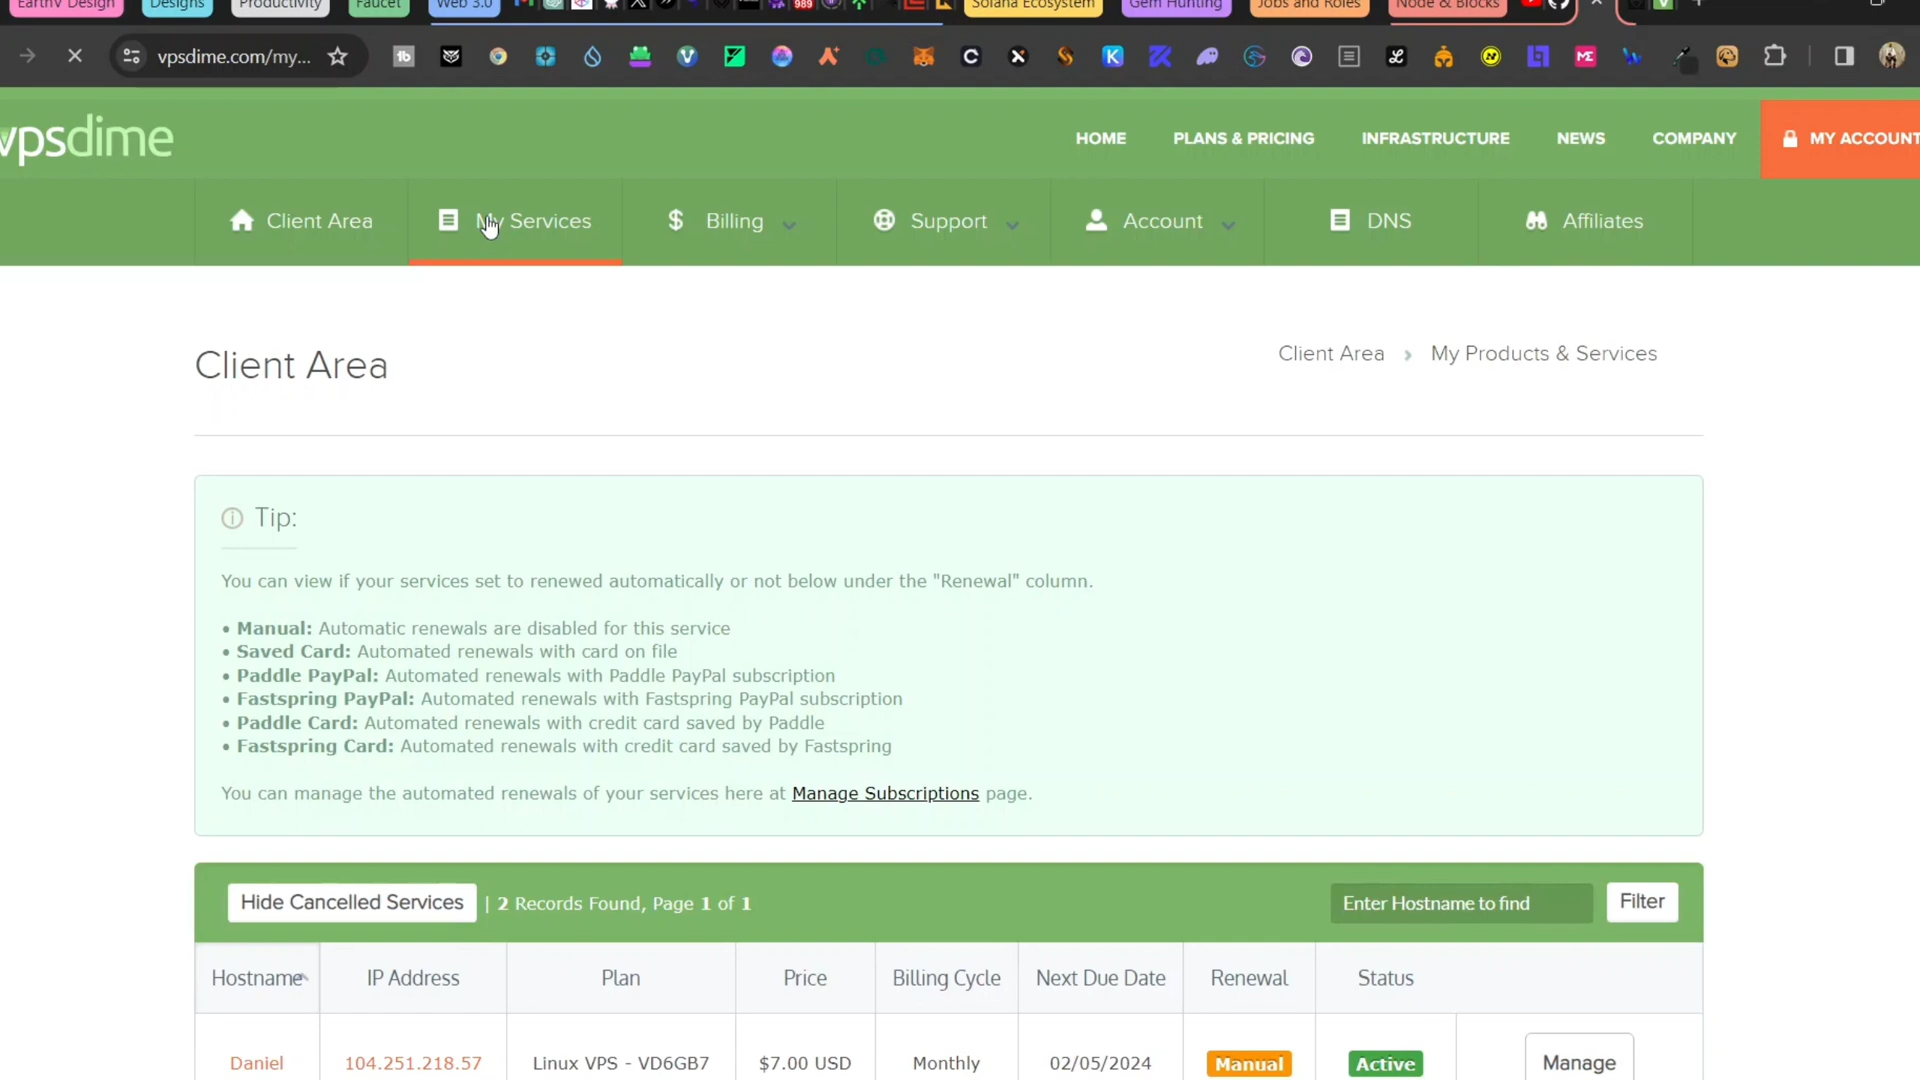 EarthV Design Designs Productivity Faucet Web 3.0 Solana Ecosystem Gem Hunting Jobs and Roles Node & Blocks
vpsdime.com/my...
vpsdime
HOME PLANS & PRICING INFRASTRUCTURE NEWS COMPANY MY ACCOUNT
Client Area My Services Billing Support Account DNS Affiliates
Client Area
Client Area > My Products & Services
Tip:
You can view if your services set to renewed automatically or not below under the "Renewal" column.
• Manual: Automatic renewals are disabled for this service
• Saved Card: Automated renewals with card on file
• Paddle PayPal: Automated renewals with Paddle PayPal subscription
• Fastspring PayPal: Automated renewals with Fastspring PayPal subscription
• Paddle Card: Automated renewals with credit card saved by Paddle
• Fastspring Card: Automated renewals with credit card saved by Fastspring
You can manage the automated renewals of your services here at Manage Subscriptions page.
Hide Cancelled Services | 2 Records Found, Page 1 of 1 Enter Hostname to find Filter
Hostname IP Address Plan Price Billing Cycle Next Due Date Renewal Status
Daniel 104.251.218.57 Linux VPS - VD6GB7 $7.00 USD Monthly 02/05/2024 Manual Active Manage